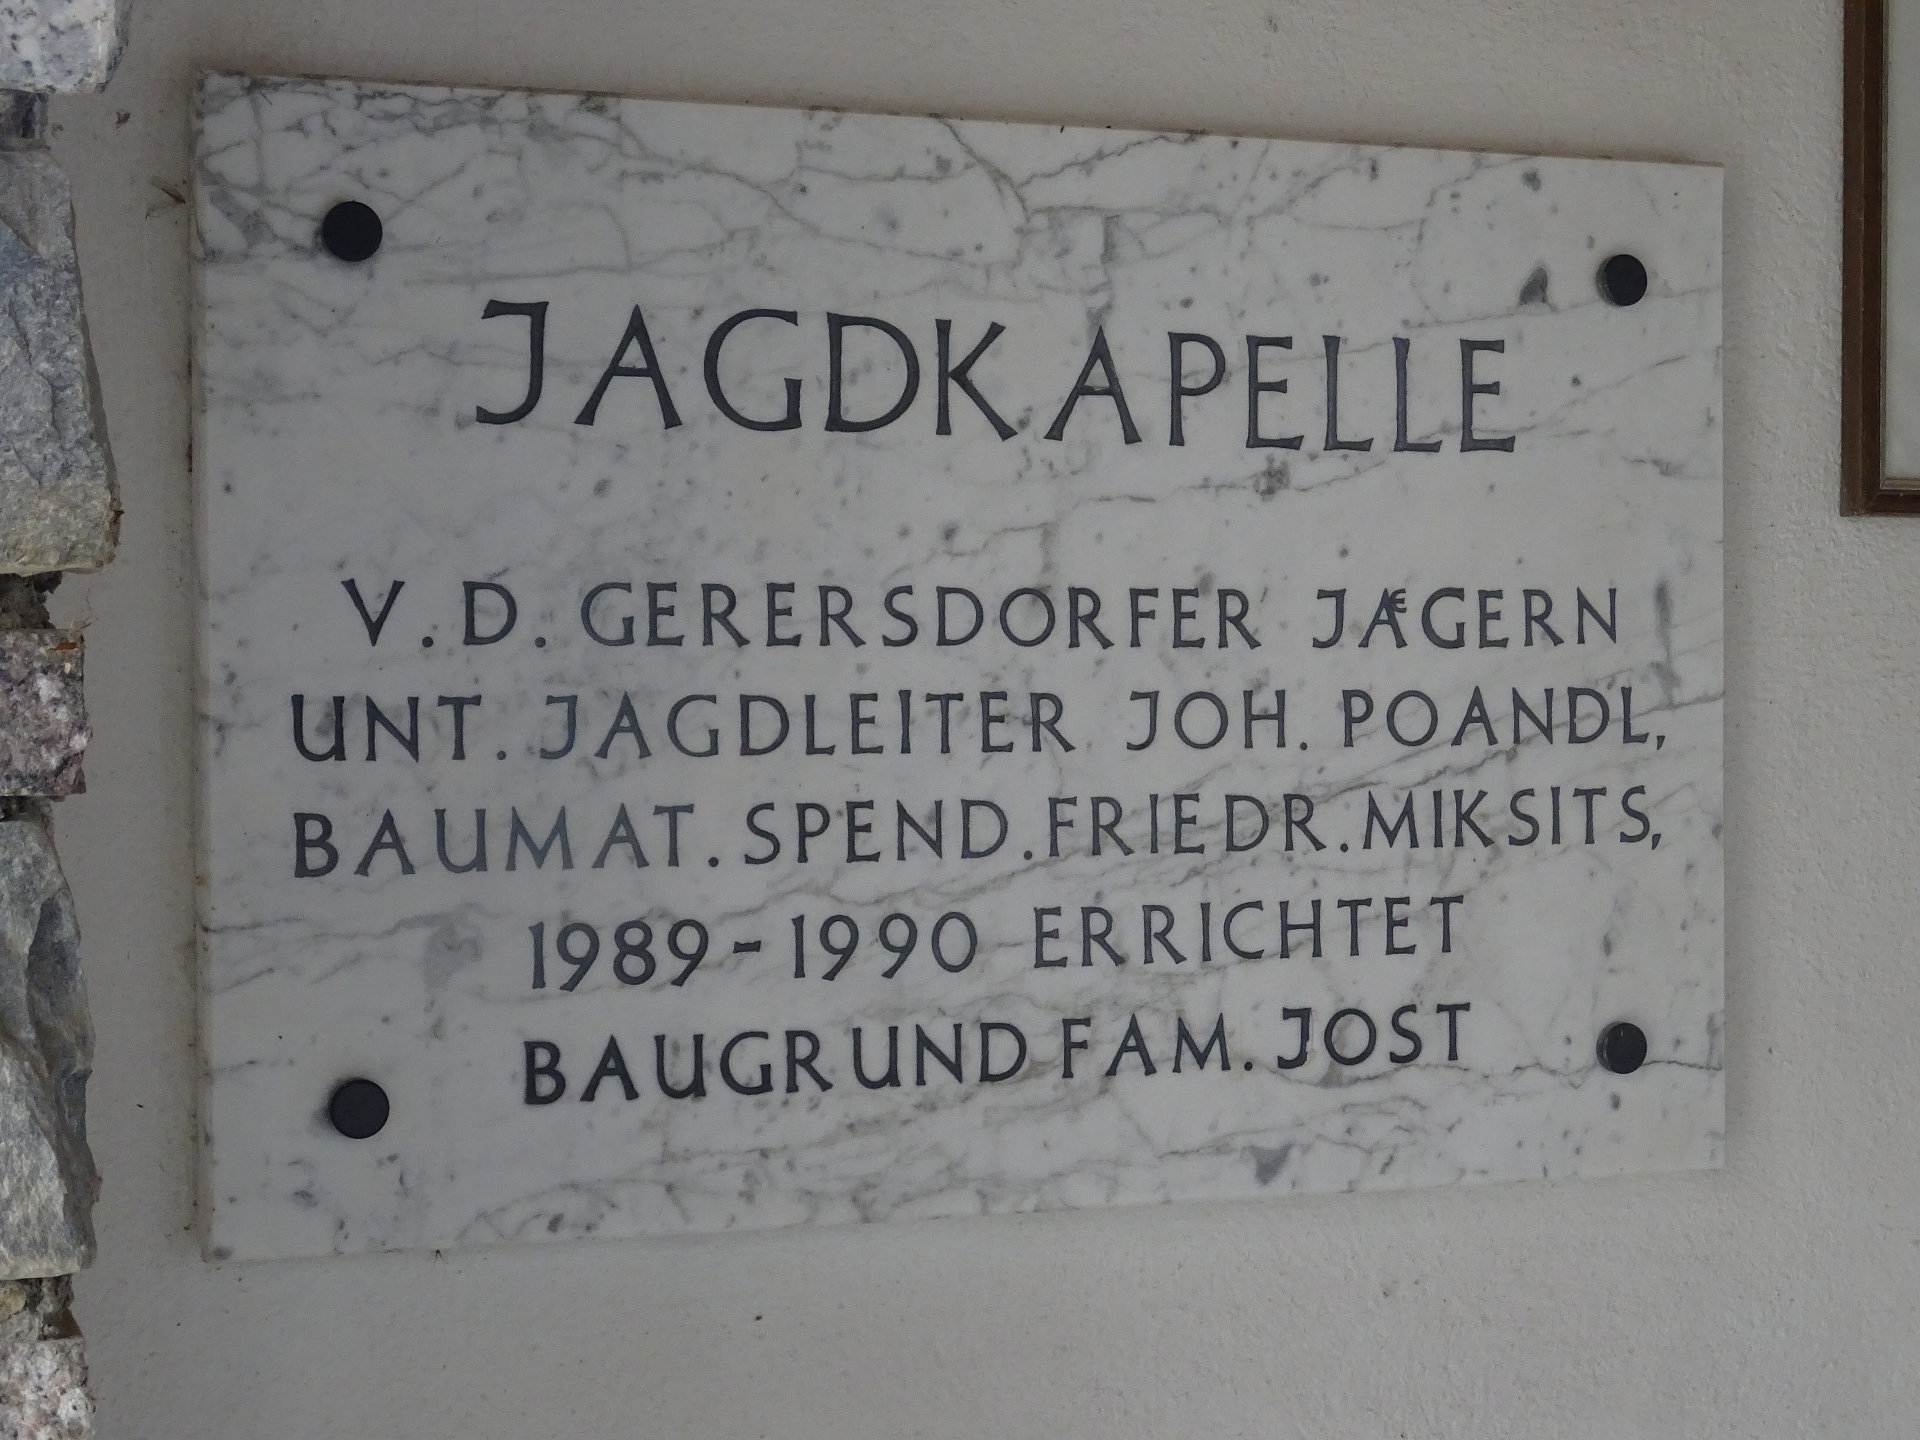 JAGDKAPELLE
V. D. GERERSDORFER JÆGERN
UNT. JAGDLEITER JOH. POANDL,
BAUMAT. SPEND. FRIEDR. MIKSITS,
1989-1990 ERRICHTET
BAUGRUND FAM. JOST